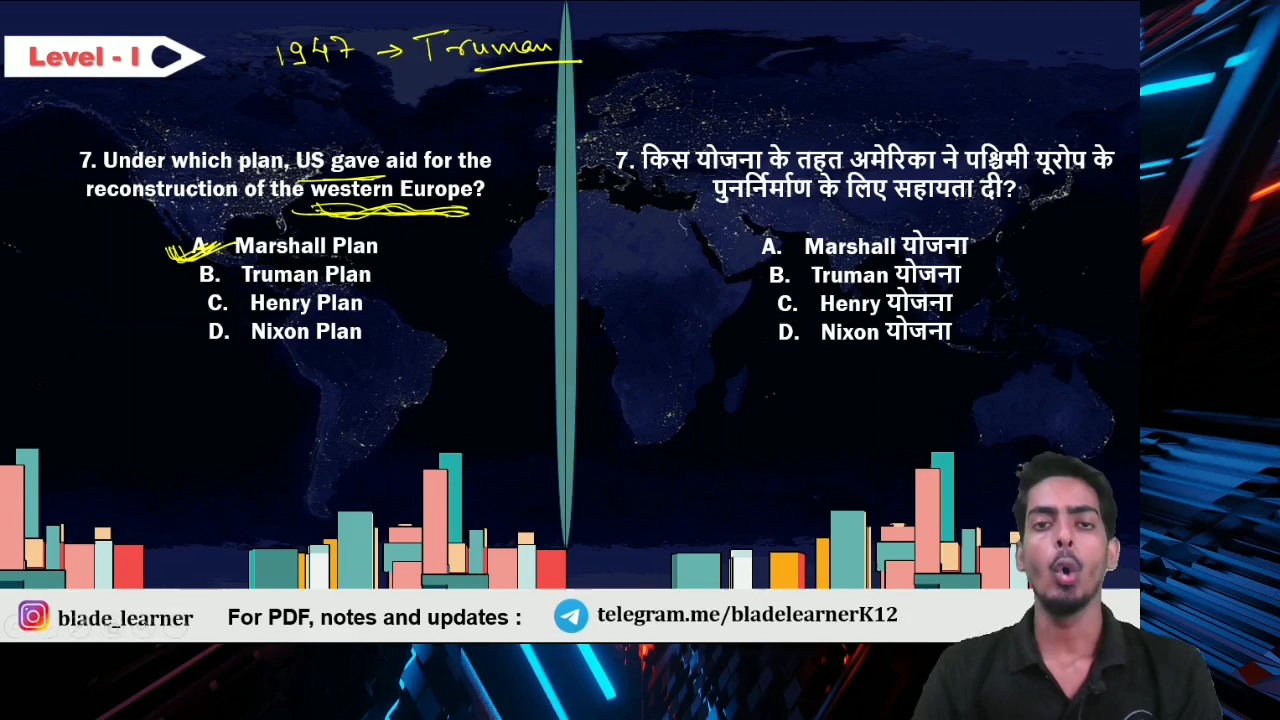 Level - I
1947 → Truman
7. Under which plan, US gave aid for the
reconstruction of the western Europe?
A. Marshall Plan
B. Truman Plan
C. Henry Plan
D. Nixon Plan
7. किस योजना के तहत अमेरिका ने पश्चिमी यूरोप के
पुनर्निर्माण के लिए सहायता दी?
A. Marshall योजना
B. Truman योजना
C. Henry योजना
D. Nixon योजना
blade_learner
For PDF, notes and updates :
telegram.me/bladelearnerK12